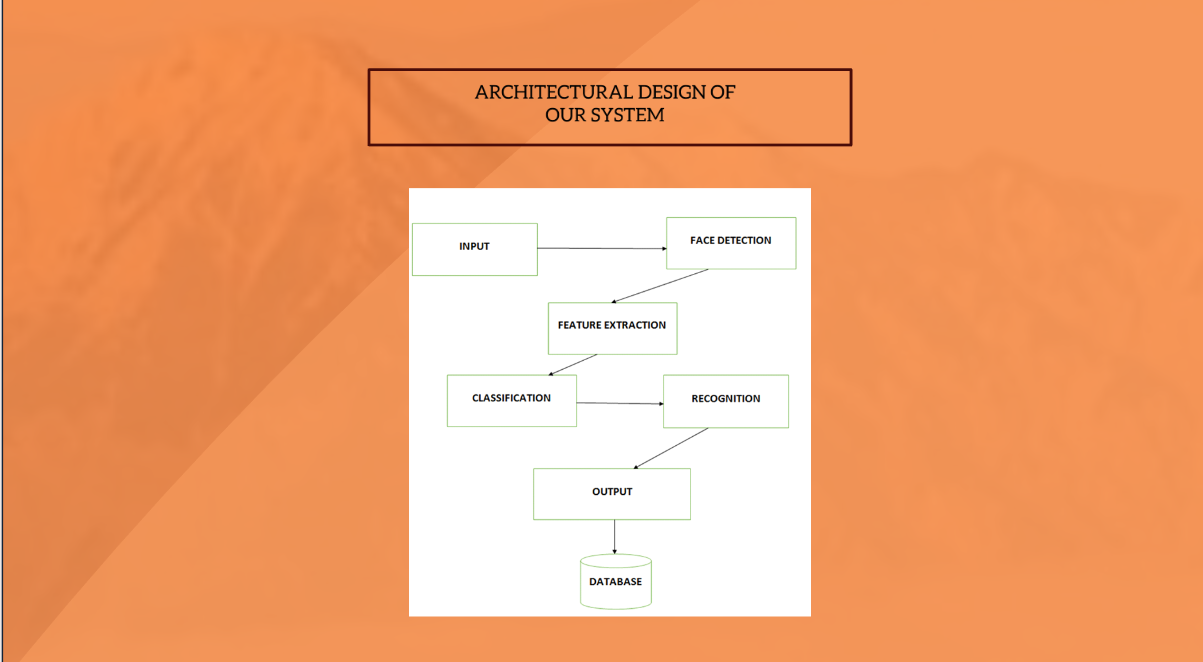 ARCHITECTURAL DESIGN OF
OUR SYSTEM
INPUT
FACE DETECTION
FEATURE EXTRACTION
CLASSIFICATION
RECOGNITION
OUTPUT
DATABASE